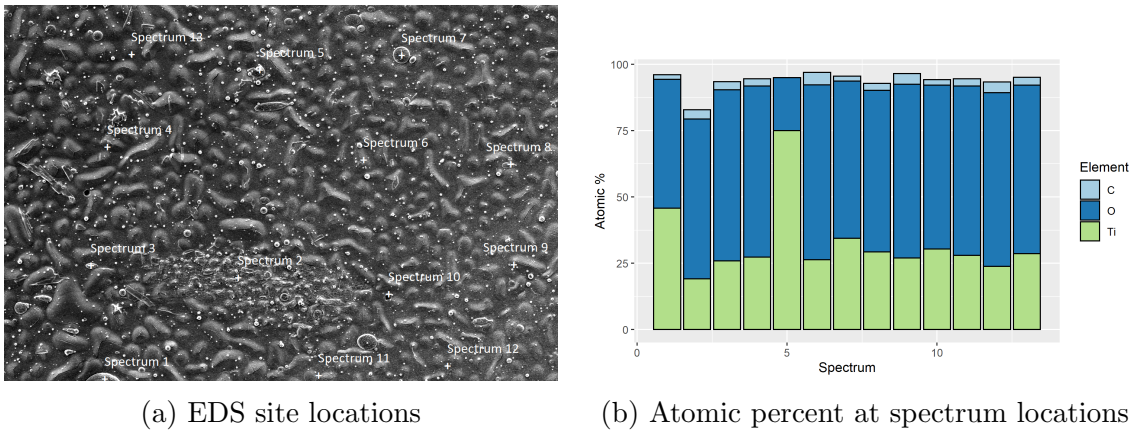 Spectrum 13
Spectrum 7
Spectrum 5
Spectrum 4
Spectrum 6
Spectrum 8
Spectrum 3
Spectrum 2
Spectrum 9
Spectrum 10
Spectrum 1
Spectrum 11
Spectrum 12
(a) EDS site locations
100
75
50
25
0
Atomic %
0
5
10
Spectrum
Element
C
O
Ti
(b) Atomic percent at spectrum locations